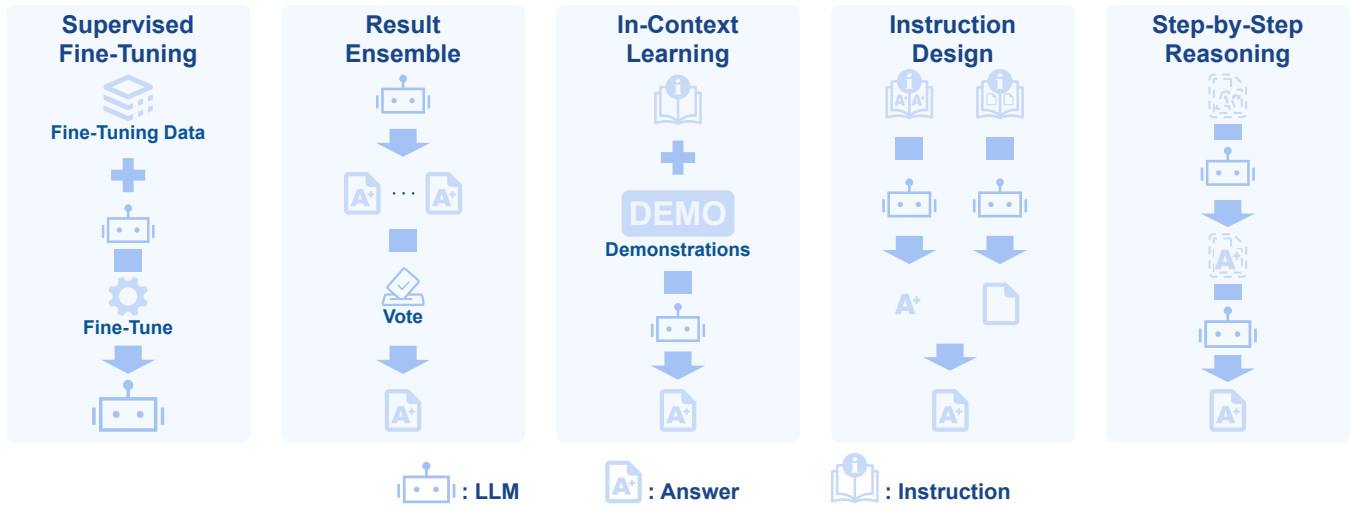 Supervised
Fine-Tuning
Fine-Tuning Data
Fine-Tune
Result
Ensemble
A+ ... A+
Vote
A+
In-Context
Learning
DEMO
Demonstrations
A+
Instruction
Design
A+ A+
A+
A+
Step-by-Step
Reasoning
A+
A+
: LLM
A+ : Answer
: Instruction